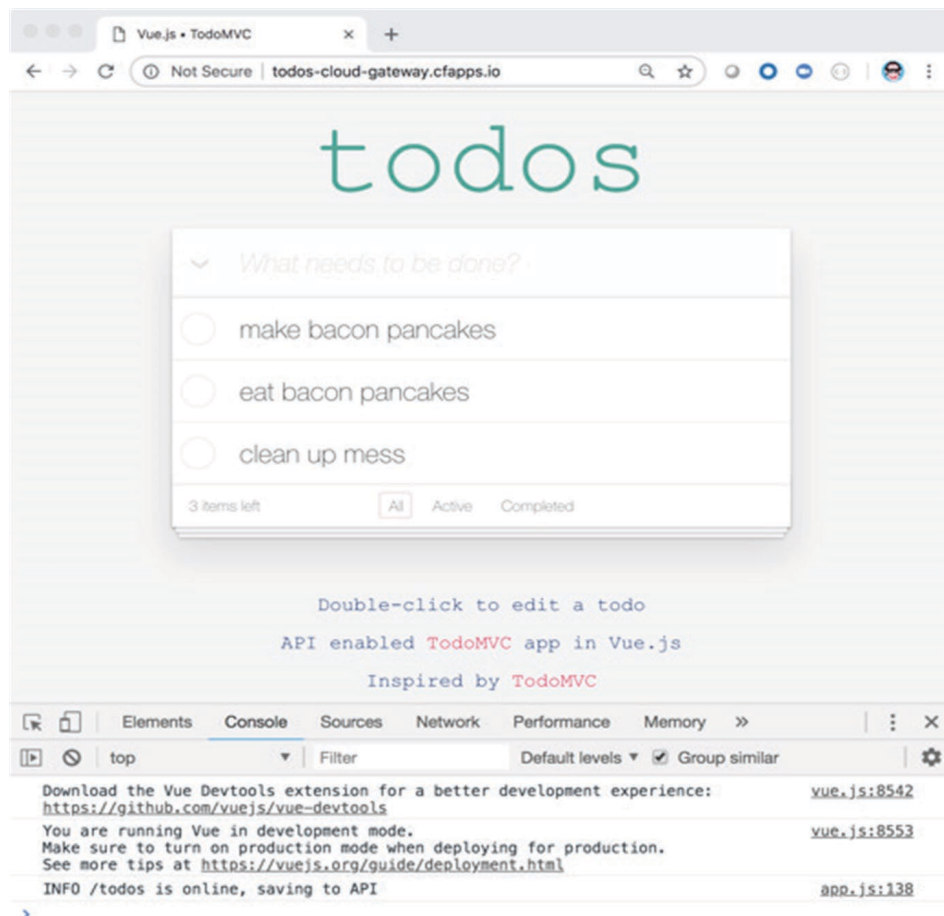 Vue.js • TodoMVC
Not Secure | todos-cloud-gateway.cfapps.io
todos
What needs to be done?
make bacon pancakes
eat bacon pancakes
clean up mess
3 items left All Active Completed
Double-click to edit a todo
API enabled TodoMVC app in Vue.js
Inspired by TodoMVC
Elements Console Sources Network Performance Memory »
top Filter Default levels Group similar
Download the Vue Devtools extension for a better development experience: vue.js:8542
https://github.com/vuejs/vue-devtools
You are running Vue in development mode. vue.js:8553
Make sure to turn on production mode when deploying for production.
See more tips at https://vuejs.org/guide/deployment.html
INFO /todos is online, saving to API app.js:138